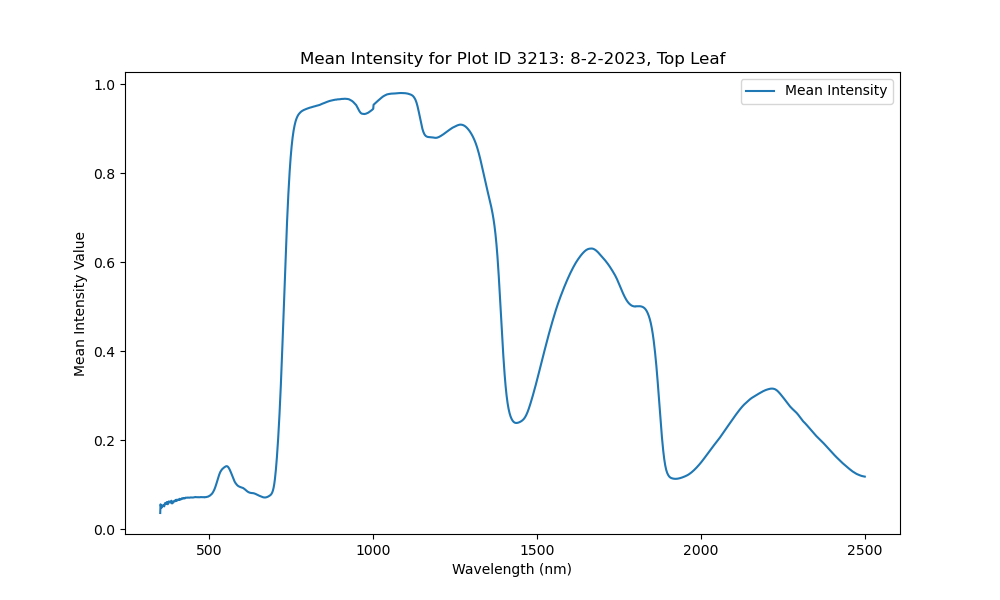 Mean Intensity for Plot ID 3213: 8-2-2023, Top Leaf
Mean Intensity
1.0
0.8
0.6
0.4
0.2
0.0
Mean Intensity Value
500
1000
1500
2000
2500
Wavelength (nm)